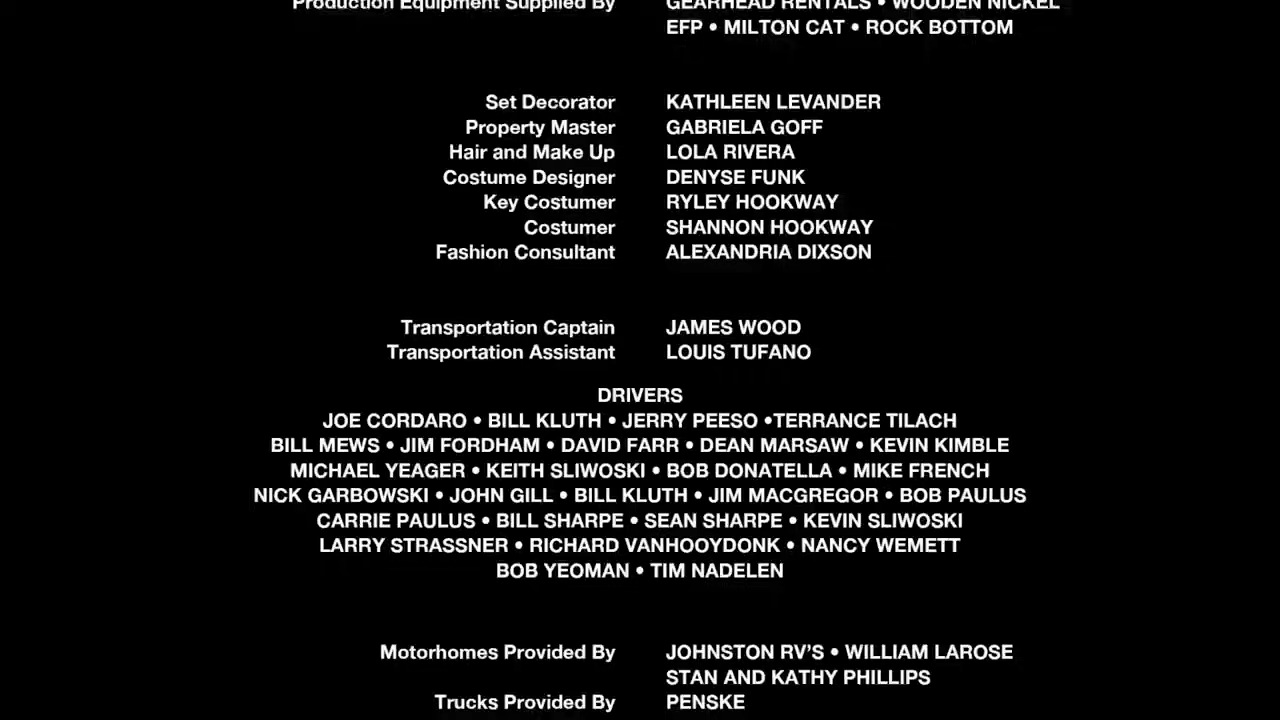 Production Equipment Supplied By GEARHEAD RENTALS • WOODEN NICKEL
EFP • MILTON CAT • ROCK BOTTOM
Set Decorator KATHLEEN LEVANDER
Property Master GABRIELA GOFF
Hair and Make Up LOLA RIVERA
Costume Designer DENYSE FUNK
Key Costumer RYLEY HOOKWAY
Costumer SHANNON HOOKWAY
Fashion Consultant ALEXANDRIA DIXSON
Transportation Captain JAMES WOOD
Transportation Assistant LOUIS TUFANO
DRIVERS
JOE CORDARO • BILL KLUTH • JERRY PEESO •TERRANCE TILACH
BILL MEWS • JIM FORDHAM • DAVID FARR • DEAN MARSAW • KEVIN KIMBLE
MICHAEL YEAGER • KEITH SLIWOSKI • BOB DONATELLA • MIKE FRENCH
NICK GARBOWSKI • JOHN GILL • BILL KLUTH • JIM MACGREGOR • BOB PAULUS
CARRIE PAULUS • BILL SHARPE • SEAN SHARPE • KEVIN SLIWOSKI
LARRY STRASSNER • RICHARD VANHOOYDONK • NANCY WEMETT
BOB YEOMAN • TIM NADELEN
Motorhomes Provided By JOHNSTON RV'S • WILLIAM LAROSE
STAN AND KATHY PHILLIPS
Trucks Provided By PENSKE